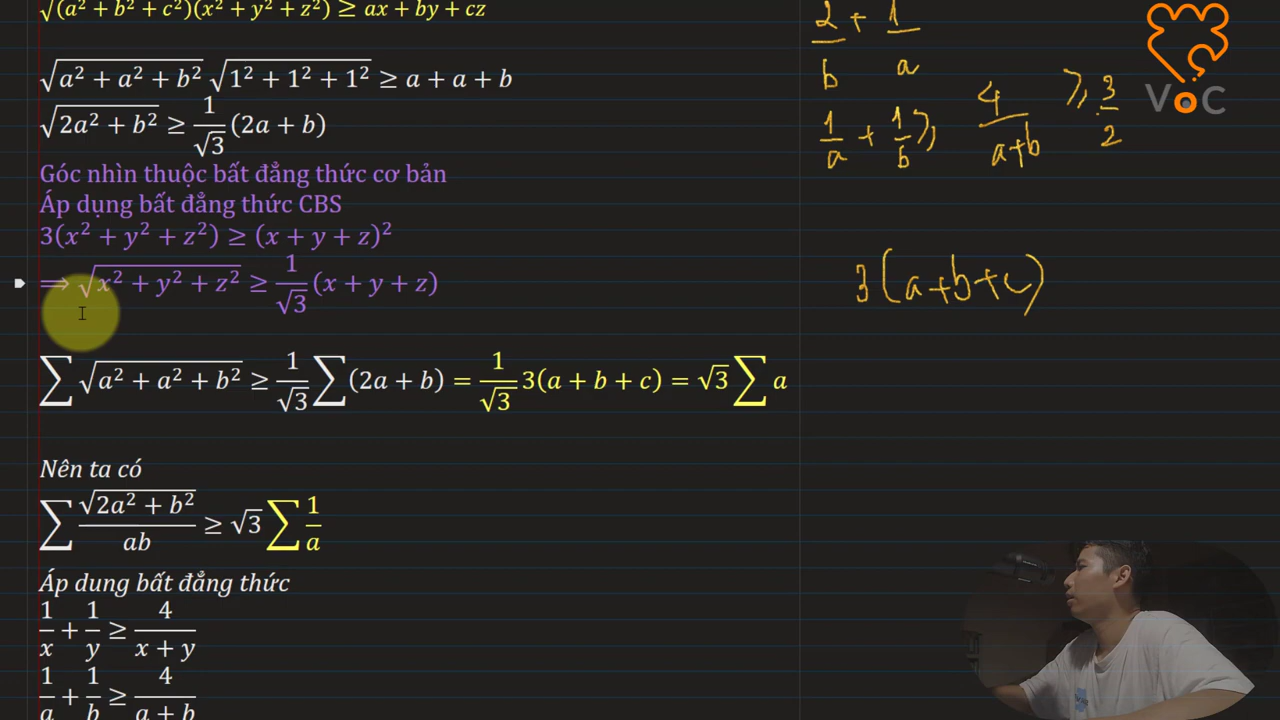 √(a² + b² + c²)(x² + y² + z²) ≥ ax + by + cz
√a² + a² + b² √1² + 1² + 1² ≥ a + a + b
√2a² + b² ≥ 1/√3 (2a + b)
Góc nhìn thuộc bất đẳng thức cơ bản
Áp dụng bất đẳng thức CBS
3(x² + y² + z²) ≥ (x + y + z)²
⟹ √x² + y² + z² ≥ 1/√3 (x + y + z)
∑ √a² + a² + b² ≥ 1/√3 ∑ (2a + b) = 1/√3 3(a + b + c) = √3 ∑ a
Nên ta có
∑ √2a² + b²/ab ≥ √3 ∑ 1/a
Áp dung bất đẳng thức
1/x + 1/y ≥ 4/x + y
1/a + 1/b ≥ 4/a + b
2/b + 1/a
1/a + 1/b ≥ 4/a+b ≥ 3/2
3(a+b+c)
VOC